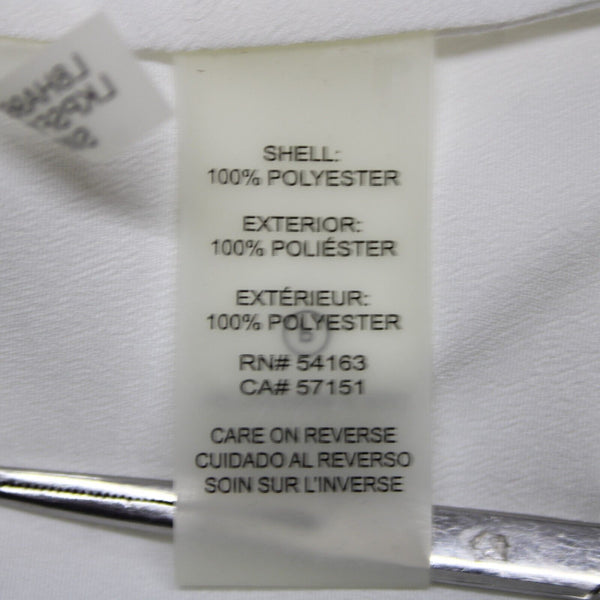 SHELL:
100% POLYESTER
EXTERIOR:
100% POLIÉSTER
EXTÉRIEUR:
100% POLYESTER
RN# 54163
CA# 57151
CARE ON REVERSE
CUIDADO AL REVERSO
SOIN SUR L'INVERSE